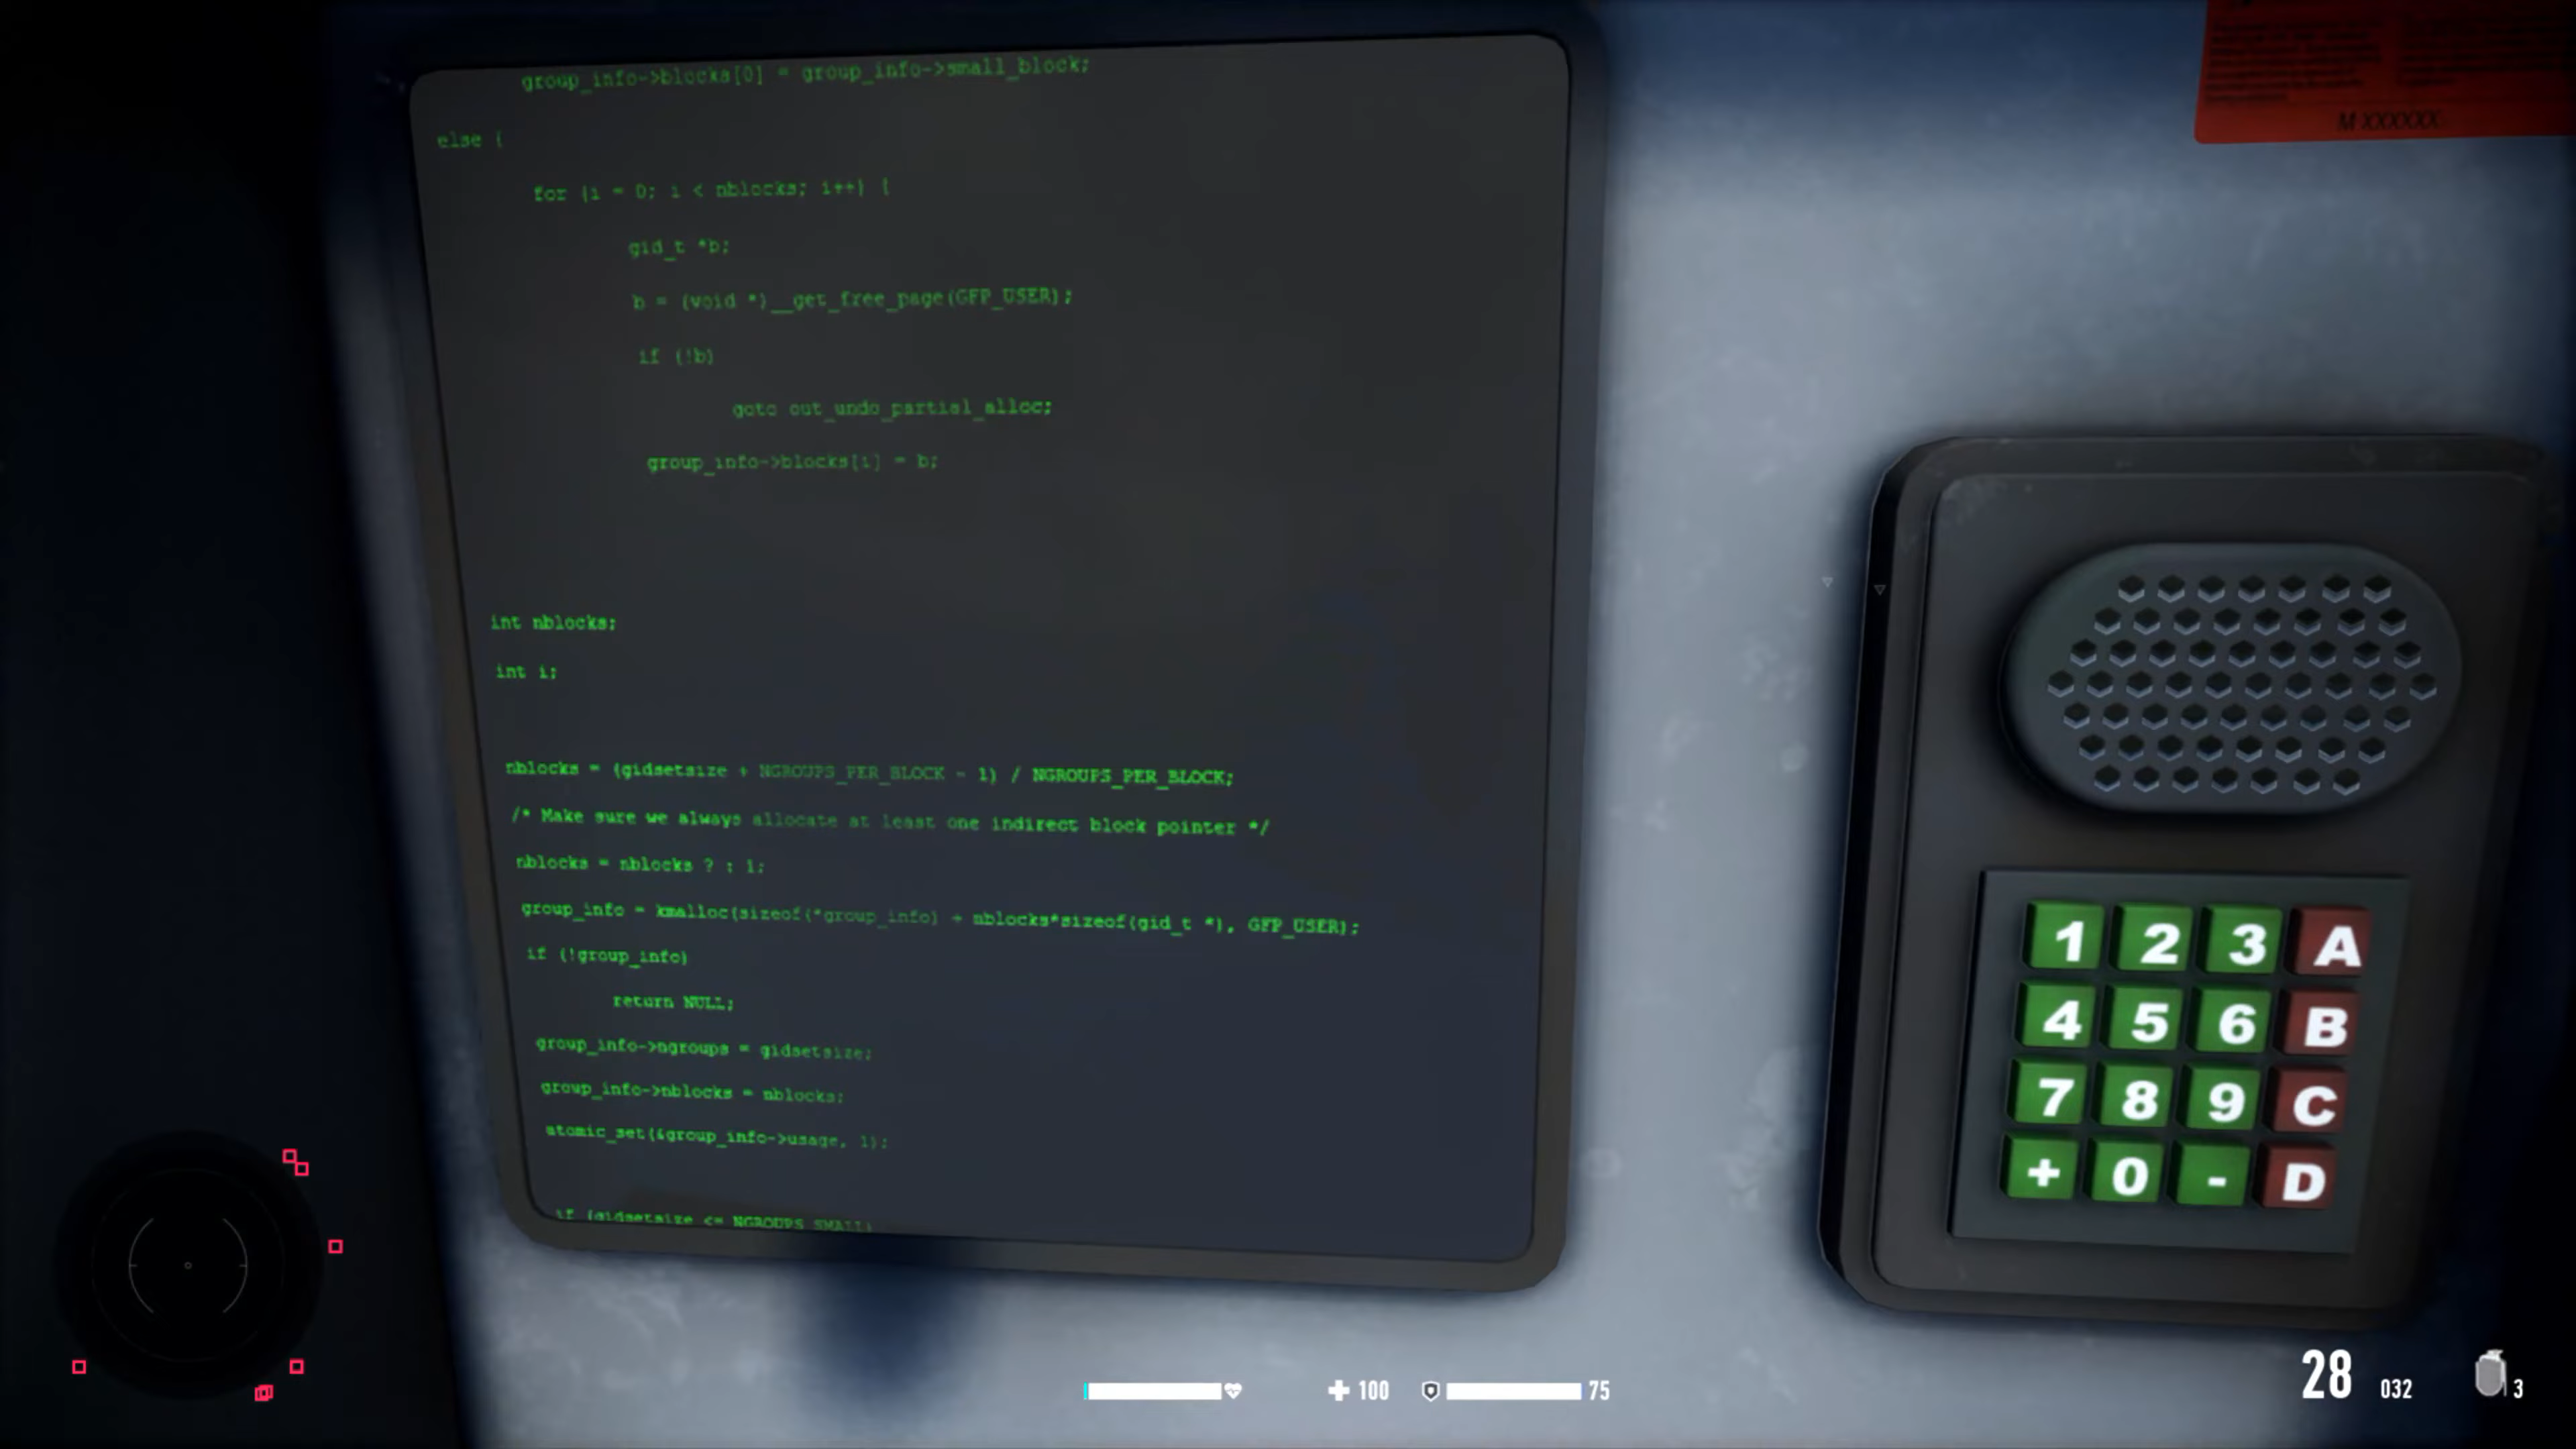 group_info->blocks[0] = group_info->small_block;
else {
for (i = 0; i < nblocks; i++) {
gid_t *b;
b = (void *)__get_free_page(GFP_USER);
if (!b)
goto out_undo_partial_alloc;
group_info->blocks[i] = b;
int nblocks;
int i;
nblocks = (gidsetsize + NGROUPS_PER_BLOCK - 1) / NGROUPS_PER_BLOCK;
/* Make sure we always allocate at least one indirect block pointer */
nblocks = nblocks ? : 1;
group_info = kmalloc(sizeof(*group_info) + nblocks*sizeof(gid_t *), GFP_USER);
if (!group_info)
return NULL;
group_info->ngroups = gidsetsize;
group_info->nblocks = nblocks;
atomic_set(&group_info->usage, 1);
if (gidsetsize <= NGROUPS_SMALL)
M XXXXXX
1 2 3 A
4 5 6 B
7 8 9 C
+ 0 - D
100
75
28 032
3